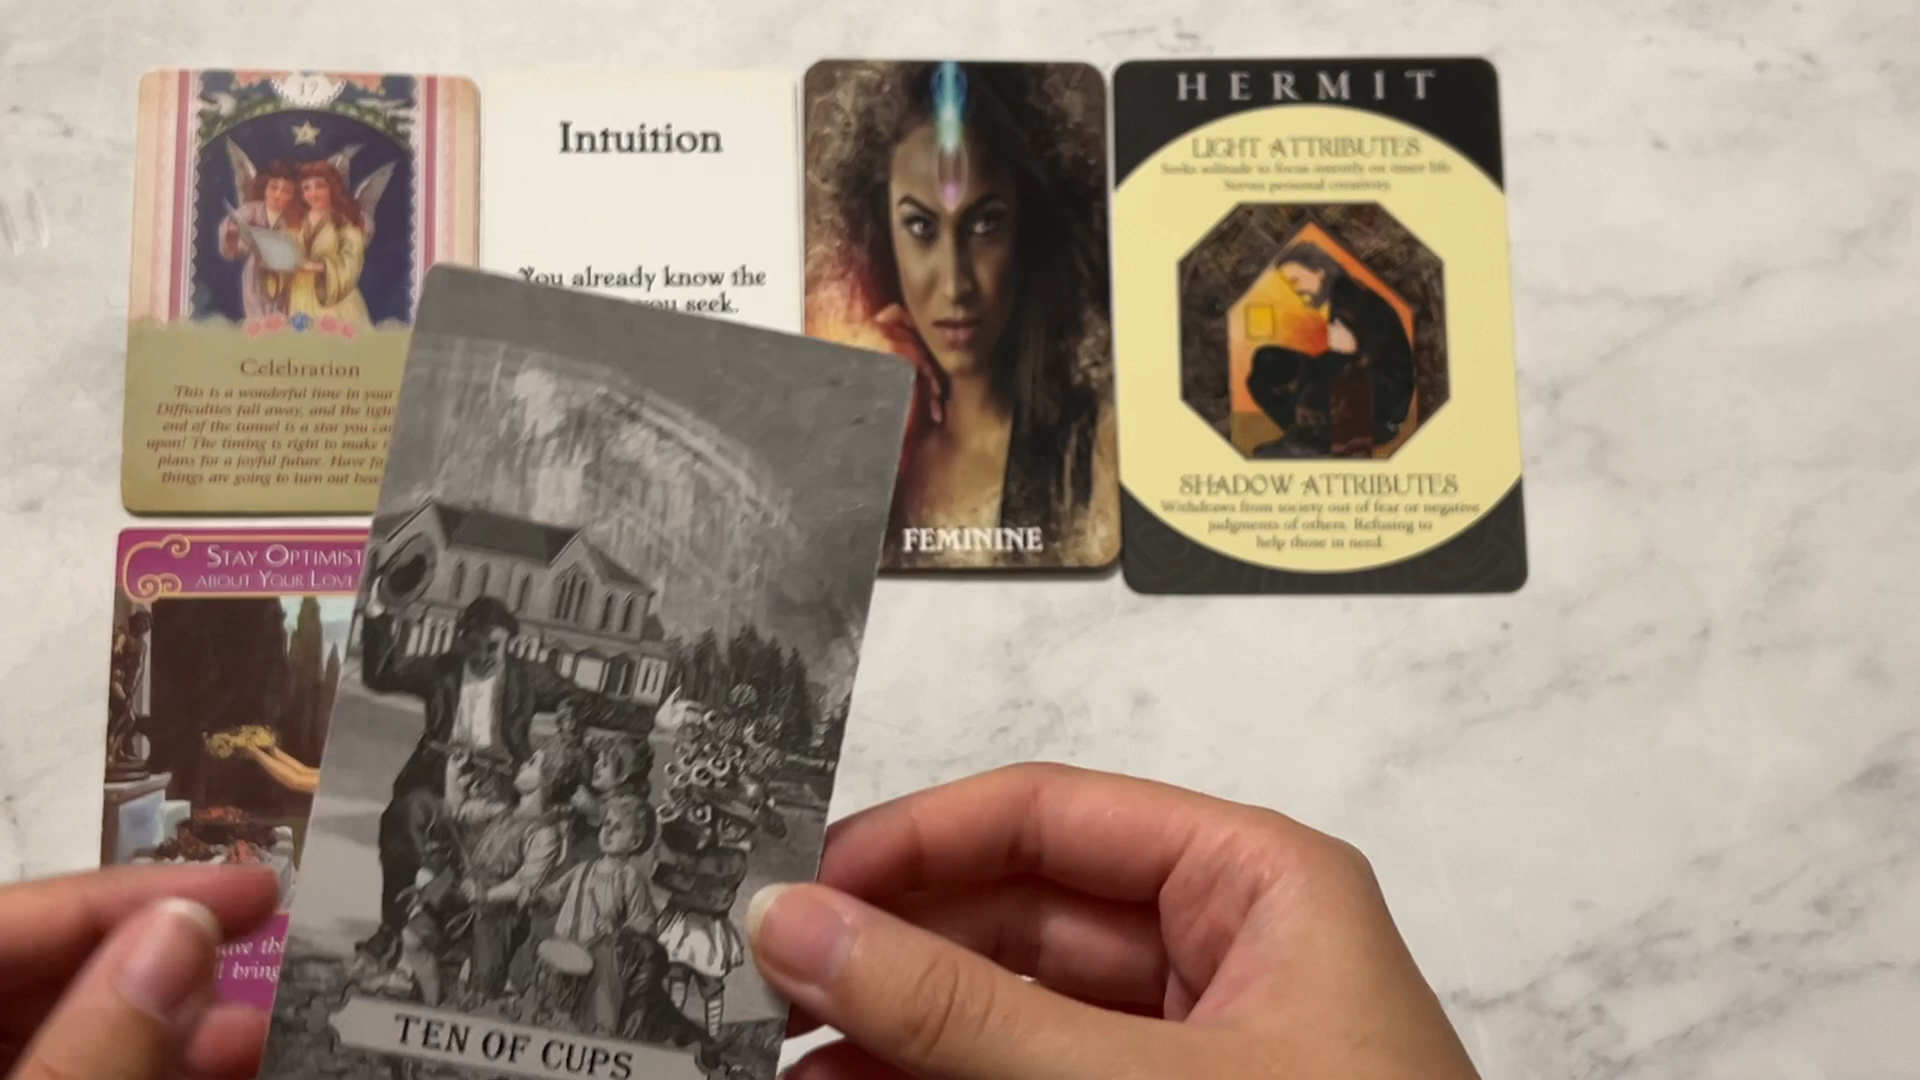 17
Celebration
This is a wonderful time in your
Difficulties fall away, and the
end of the tunnel is a star you
upon! The timing is right to make
plans for a joyful future. Have
things are going to turn out
Intuition
You already know the
you seek.
FEMININE
HERMIT
LIGHT ATTRIBUTES
Seeks solitude to focus intently on inner life.
Serves personal creativity.
SHADOW ATTRIBUTES
Withdraws from society out of fear or negative
judgments of others. Refusing to
help those in need.
STAY OPTIMIST
ABOUT YOUR LOVE
bring
TEN OF CUPS